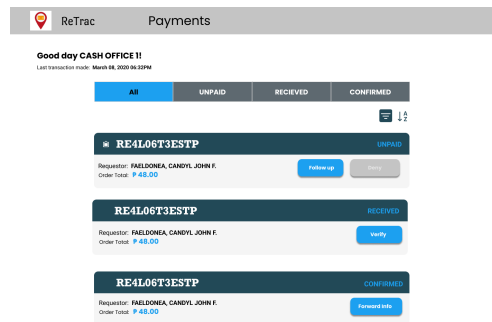 ReTrac
Payments
Good day CASH OFFICE 1!
Last transaction made: March 08, 2020 06:32PM
All
UNPAID
RECIEVED
CONFIRMED
A
Z
RE4L06T3ESTP
UNPAID
Requestor: FAELDONEA, CANDYL JOHN F.
Order Total: ₱ 48.00
Follow-up
Deny
RE4L06T3ESTP
RECEIVED
Requestor: FAELDONEA, CANDYL JOHN F.
Order Total: ₱ 48.00
Verify
RE4L06T3ESTP
CONFIRMED
Requestor: FAELDONEA, CANDYL JOHN F.
Order Total: ₱ 48.00
Forward Info